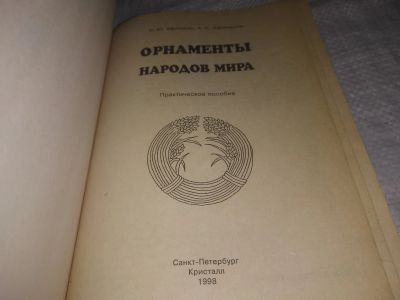 ОРНАМЕНТЫ
НАРОДОВ МИРА
Практическое пособие
Санкт-Петербург
Кристалл
1998